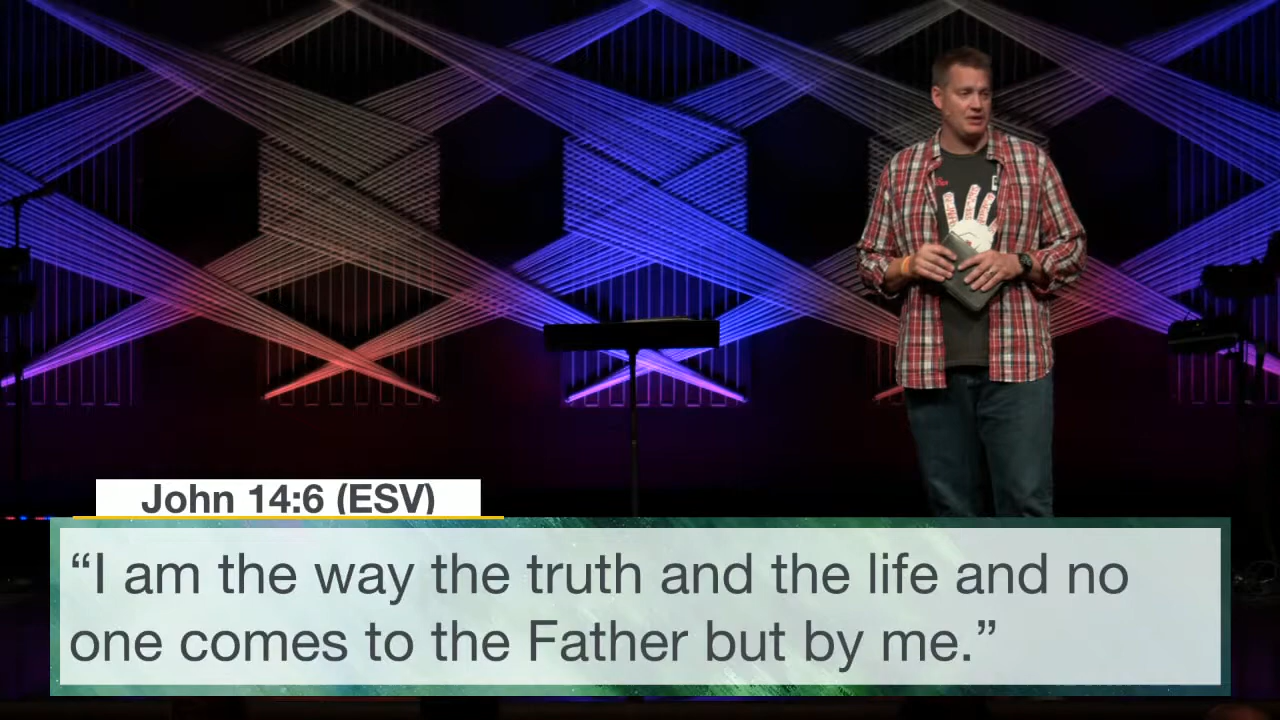 John 14:6 (ESV)
“I am the way the truth and the life and no
one comes to the Father but by me.”